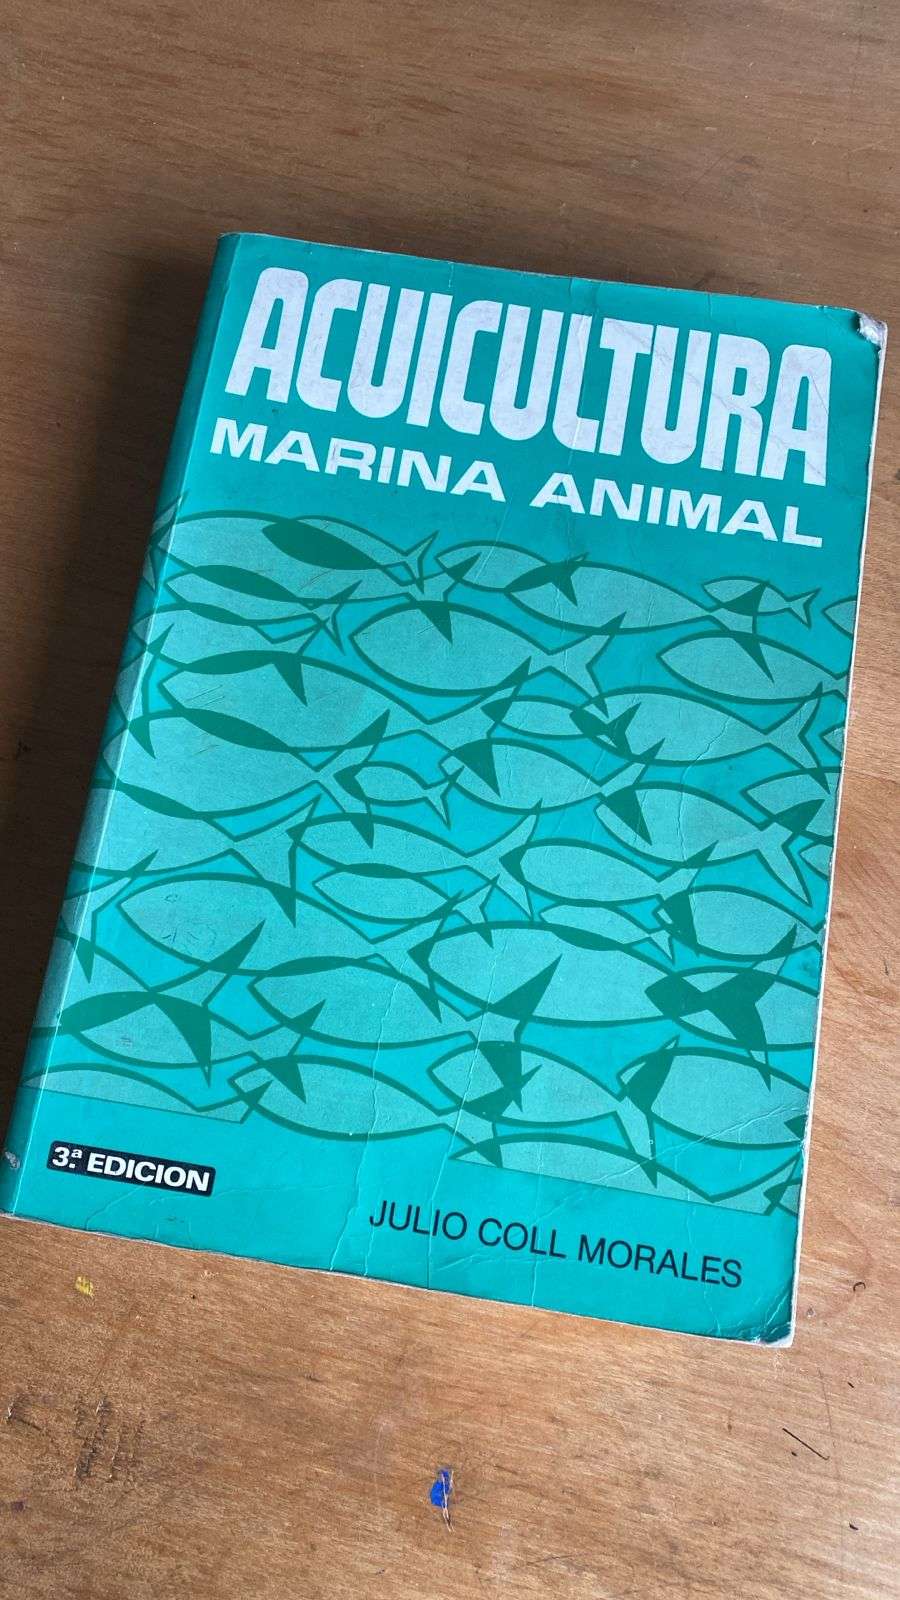 ACUICULTURA
MARINA ANIMAL
3.ª EDICION
JULIO COLL MORALES